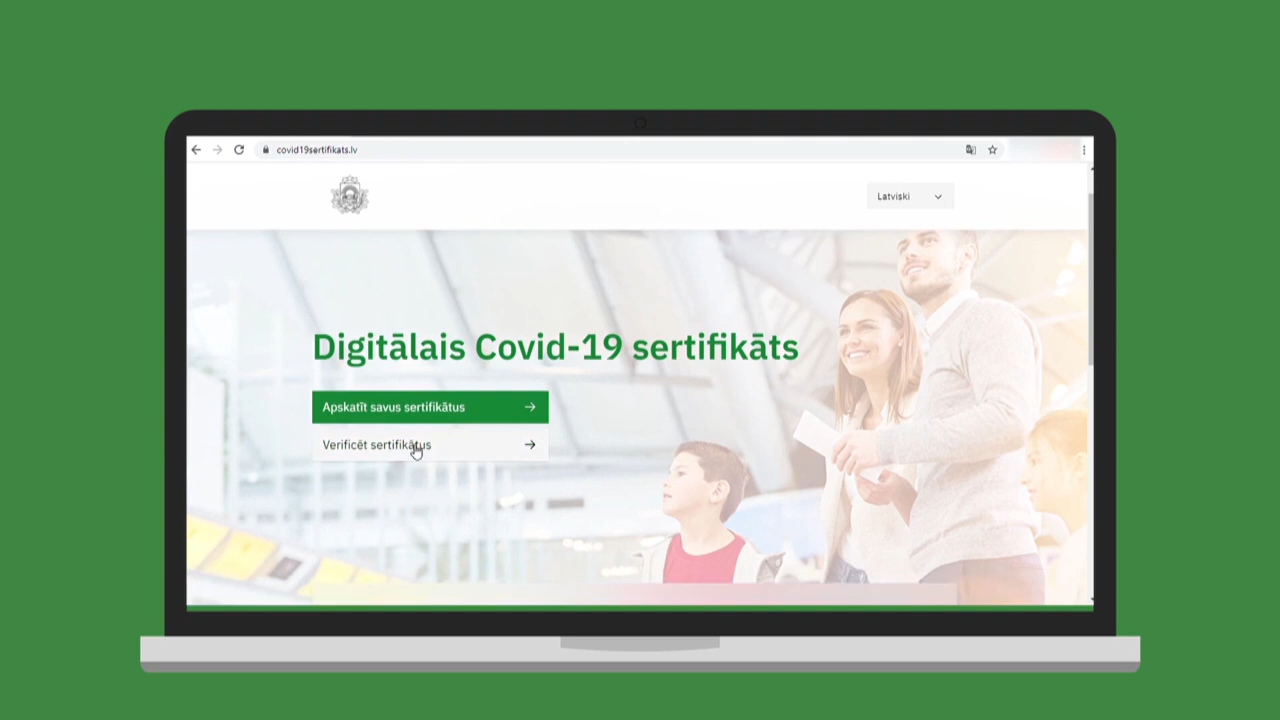 covid19sertifikats.lv
Latviski
Digitālais Covid-19 sertifikāts
Apskatīt savus sertifikātus
Verificēt sertifikātus